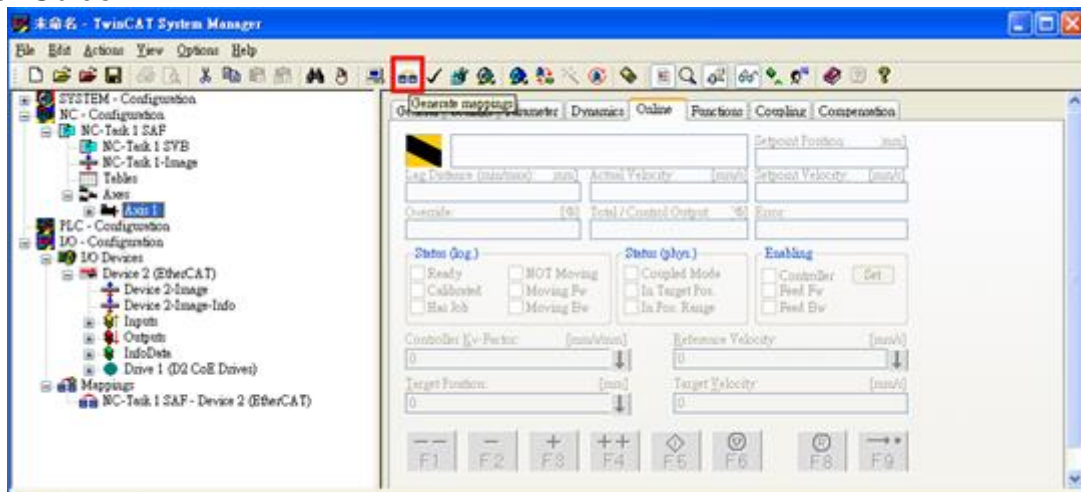 未命名 - TwinCAT System Manager
File Edit Actions View Options Help
Generate mappings
SYSTEM - Configuration
NC - Configuration
NC-Task 1 SAF
NC-Task 1 SVB
NC-Task 1-Image
Tables
Axes
Axis 1
PLC - Configuration
I/O - Configuration
I/O Devices
Device 2 (EtherCAT)
Device 2-Image
Device 2-Image-Info
Inputs
Outputs
InfoData
Drive 1 (D2 CoE Drives)
Mappings
NC-Task 1 SAF - Device 2 (EtherCAT)
Parameter Dynamics Online Functions Coupling Compensation
Setpoint Position: [mm]
Lag Distance (min/max): [mm] Actual Velocity: [mm/s] Setpoint Velocity: [mm/s]
Override: [%] Total / Control Output: [%] Error:
Status (log.) Status (phys.) Enabling
Ready NOT Moving Coupled Mode Controller Set
Calibrated Moving Fw In Target Pos. Feed Fw
Has Job Moving Bw In Pos. Range Feed Bw
Controller Kv-Factor: [mm/s/mm] Reference Velocity: [mm/s]
0 0
Target Position: [mm] Target Velocity: [mm/s]
0 0
-- - + ++
F1 F2 F3 F4 F5 F6 F8 F9